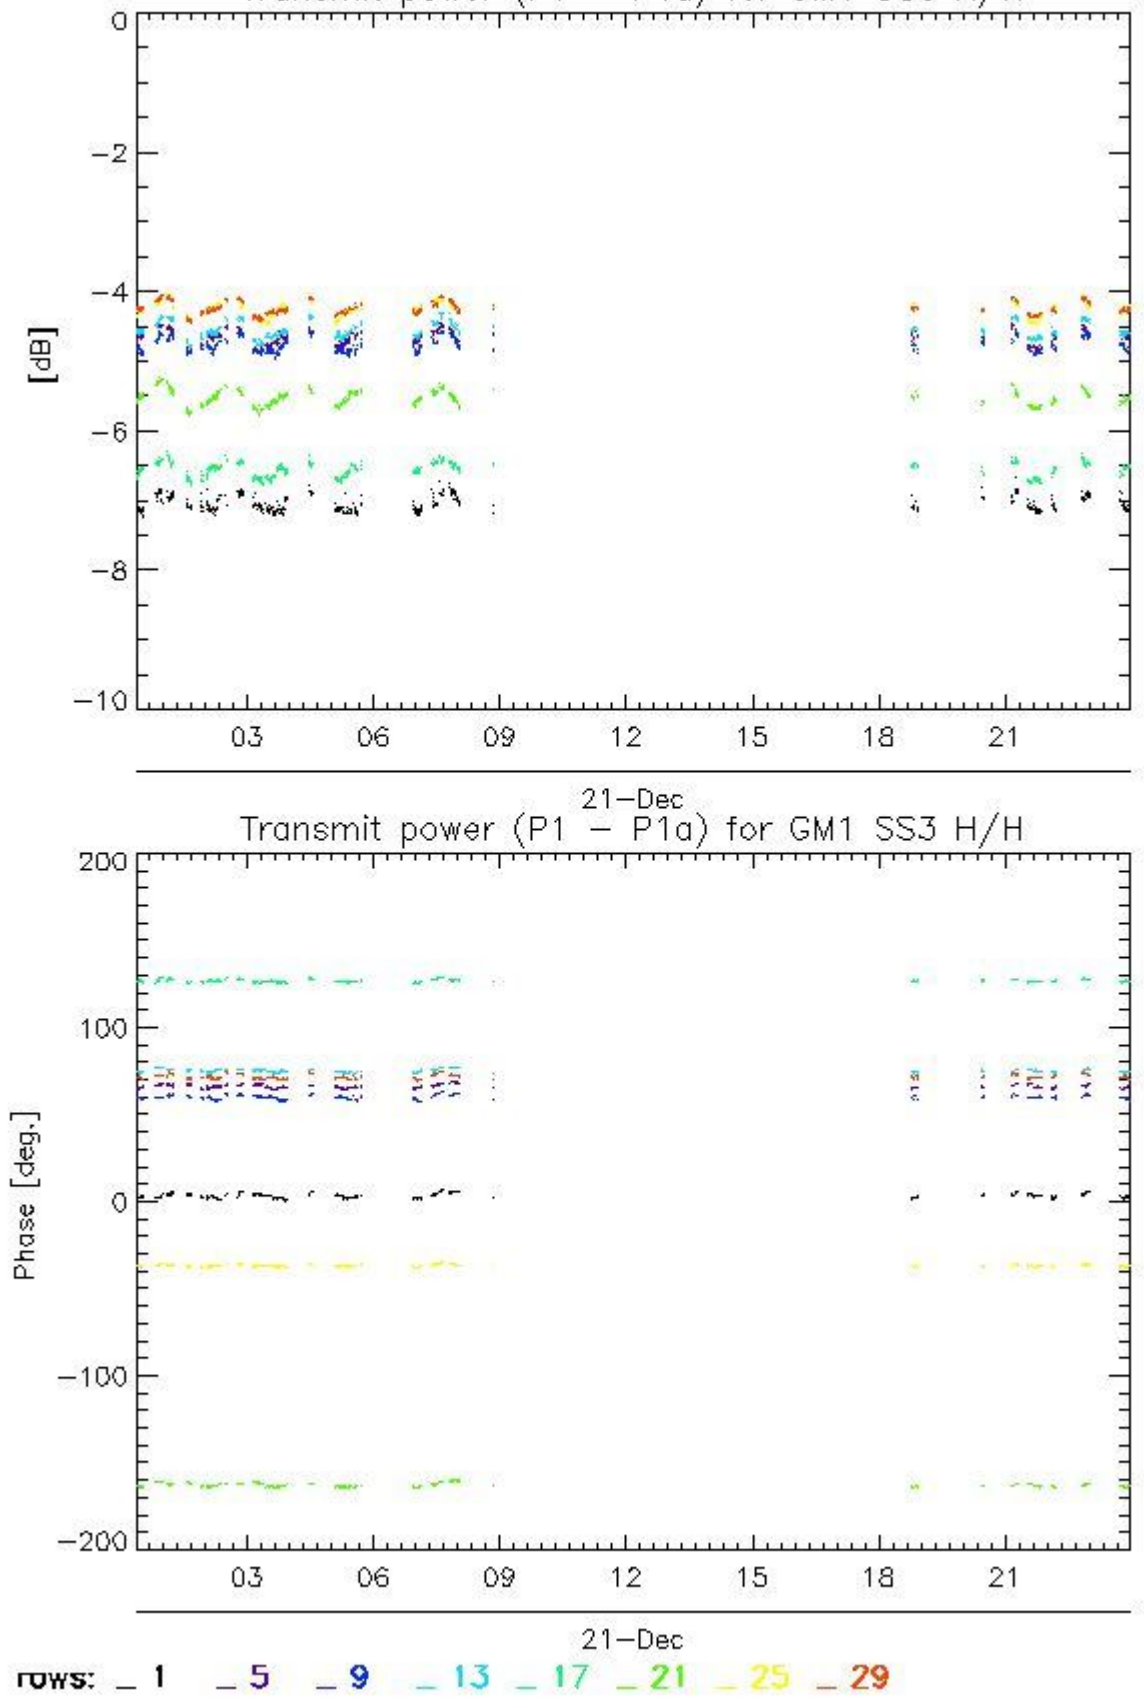 0
−2
−4
−6
−8
−10
[dB]
03 06 09 12 15 18 21
21−Dec
Transmit power (P1 − P1a) for GM1 SS3 H/H
200
100
0
−100
−200
Phase [deg.]
03 06 09 12 15 18 21
21−Dec
rows: _ 1 _ 5 _ 9 _ 13 _ 17 _ 21 _ 25 _ 29